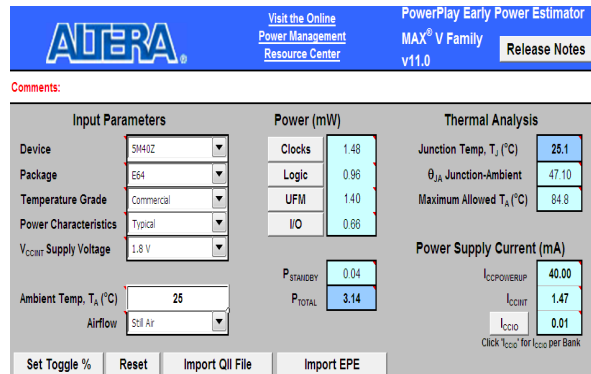 ALTERA®
Visit the Online
Power Management
Resource Center
PowerPlay Early Power Estimator
MAX® V Family
v11.0
Release Notes
Comments:
Input Parameters
Device 5M40Z
Package E64
Temperature Grade Commercial
Power Characteristics Typical
VCCINT Supply Voltage 1.8 V
Ambient Temp, TA (°C) 25
Airflow Still Air
Power (mW)
Clocks 1.48
Logic 0.96
UFM 1.40
I/O 0.66
PSTANDBY 0.04
PTOTAL 3.14
Thermal Analysis
Junction Temp, TJ (°C) 25.1
θJA Junction-Ambient 47.10
Maximum Allowed TA (°C) 84.8
Power Supply Current (mA)
ICCPOWERUP 40.00
ICCINT 1.47
ICCIO 0.01
Click 'ICCIO' for ICCIO per Bank
Set Toggle % Reset Import QII File Import EPE